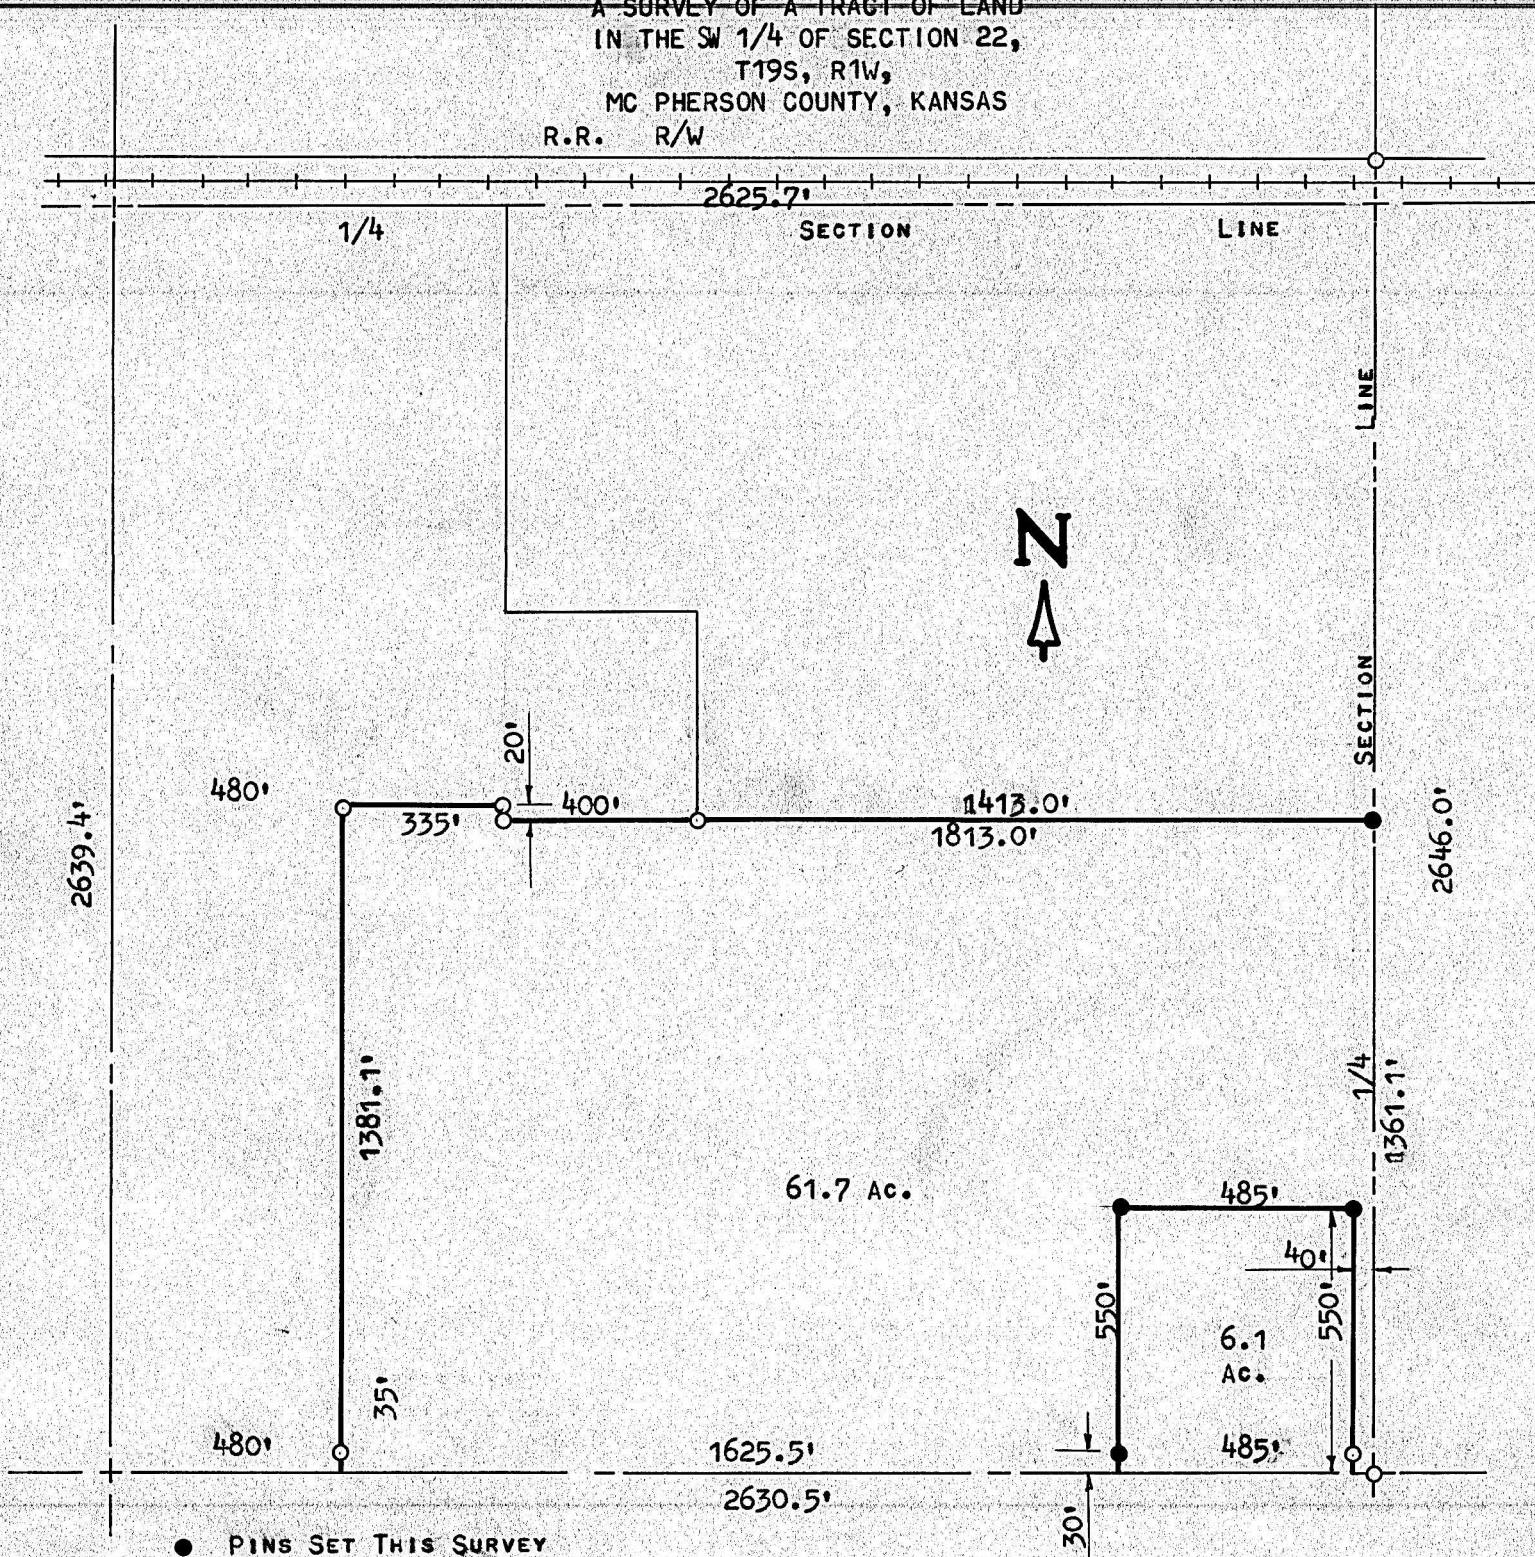 A SURVEY OF A TRACT OF LAND
IN THE SW 1/4 OF SECTION 22,
T19S, R1W,
MC PHERSON COUNTY, KANSAS
R.R. R/W
2625.7'
1/4 SECTION LINE
LINE
N
SECTION
20'
480'
400'
1413.0'
335'
1813.0'
2639.4'
2646.0'
1381.1'
1/4
1361.1'
61.7 AC.
485'
40'
550'
550'
6.1
AC.
35'
480'
1625.5'
485'
2630.5'
30'
● PINS SET THIS SURVEY